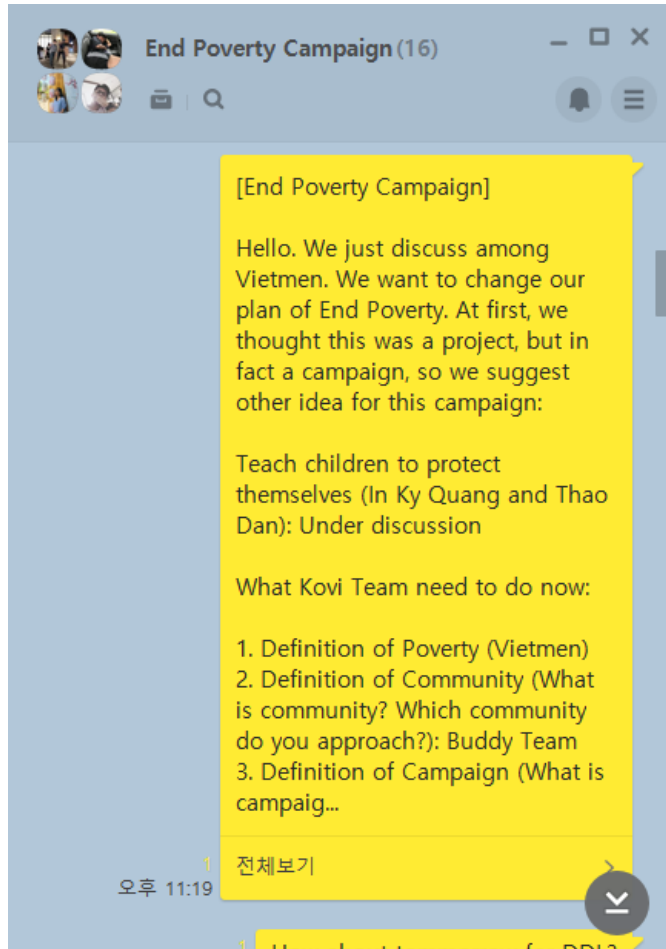 End Poverty Campaign (16)
[End Poverty Campaign]
Hello. We just discuss among
Vietmen. We want to change our
plan of End Poverty. At first, we
thought this was a project, but in
fact a campaign, so we suggest
other idea for this campaign:
Teach children to protect
themselves (In Ky Quang and Thao
Dan): Under discussion
What Kovi Team need to do now:
1. Definition of Poverty (Vietmen)
2. Definition of Community (What
is community? Which community
do you approach?): Buddy Team
3. Definition of Campaign (What is
campaig...
전체보기
1
오후 11:19
1